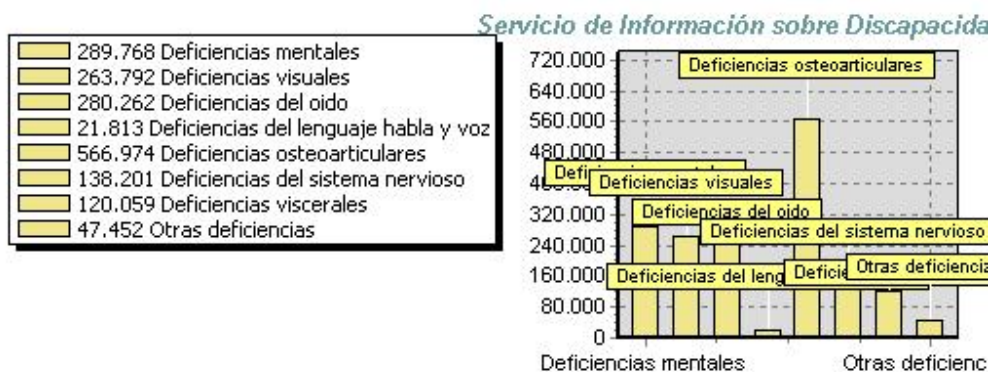 Servicio de Información sobre Discapacida
289.768 Deficiencias mentales
263.792 Deficiencias visuales
280.262 Deficiencias del oido
21.813 Deficiencias del lenguaje habla y voz
566.974 Deficiencias osteoarticulares
138.201 Deficiencias del sistema nervioso
120.059 Deficiencias viscerales
47.452 Otras deficiencias
720.000
640.000
560.000
480.000
320.000
240.000
160.000
80.000
0
Deficiencias osteoarticulares
Deficiencias visuales
Deficiencias del oido
Deficiencias del sistema nervioso
Deficiencias del leng
Otras deficiencia
Deficiencias mentales
Otras deficienc